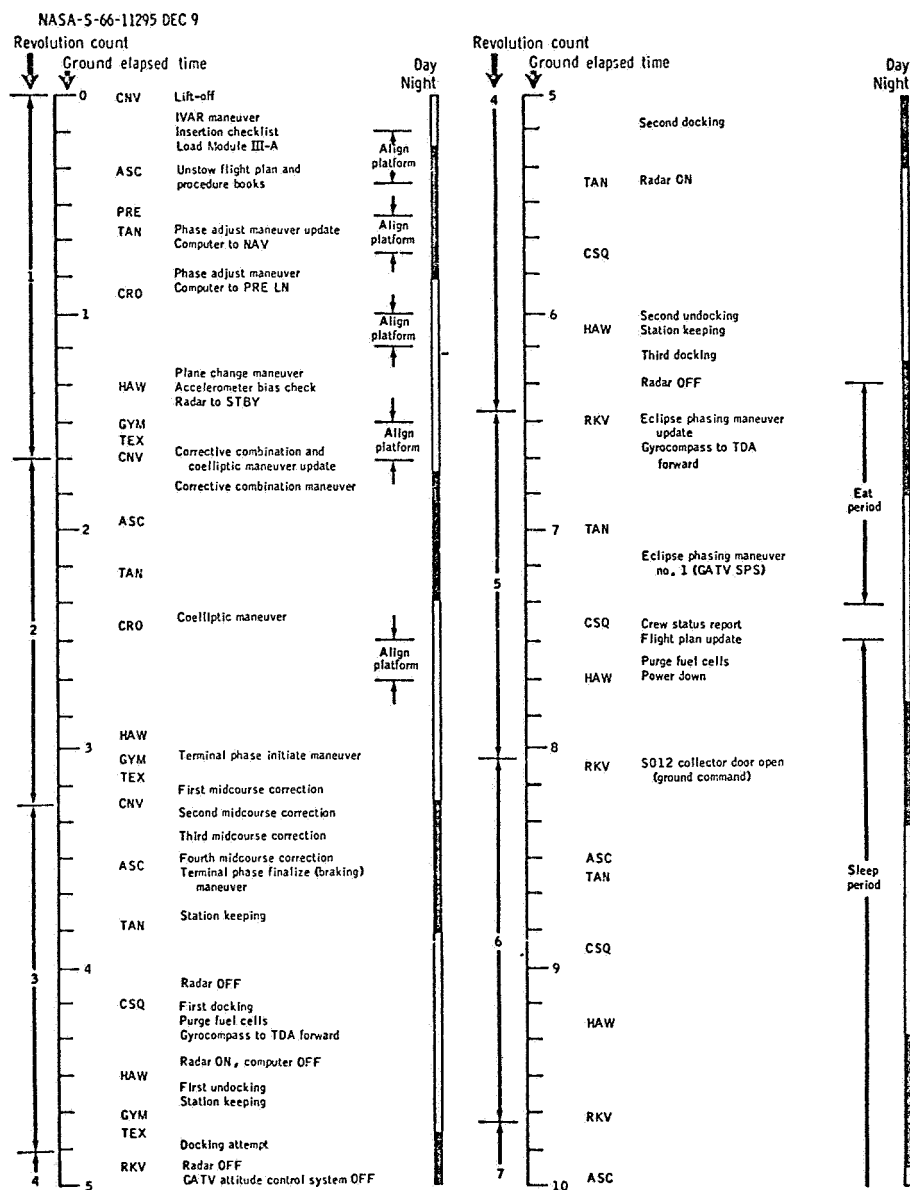 NASA-S-66-11295 DEC 9
Revolution count
Ground elapsed time
Day
Night
0 CNV Lift-off
IVAR maneuver
Insertion checklist
Load Module III-A
Align
platform
ASC Unstow flight plan and
procedure books
PRE
TAN Phase adjust maneuver update
Computer to NAV
Align
platform
1
Phase adjust maneuver
CRO Computer to PRE LN
1
Align
platform
Plane change maneuver
HAW Accelerometer bias check
Radar to STBY
GYM
TEX
Align
platform
CNV Corrective combination and
coelliptic maneuver update
Corrective combination maneuver
2 ASC
TAN
2
CRO Coelliptic maneuver
Align
platform
HAW
3 GYM Terminal phase initiate maneuver
TEX
First midcourse correction
CNV
Second midcourse correction
Third midcourse correction
ASC Fourth midcourse correction
Terminal phase finalize (braking)
maneuver
TAN Station keeping
3
4
Radar OFF
CSQ First docking
Purge fuel cells
Gyrocompass to TDA forward
Radar ON, computer OFF
HAW
First undocking
Station keeping
GYM
TEX
Docking attempt
4 RKV Radar OFF
GATV attitude control system OFF
5
Revolution count
Ground elapsed time
Day
Night
4
5
Second docking
TAN Radar ON
CSQ
6
Second undocking
HAW Station keeping
Third docking
Radar OFF
RKV Eclipse phasing maneuver
update
Gyrocompass to TDA
forward
Eat
period
7 TAN
Eclipse phasing maneuver
no. 1 (GATV SPS)
5
CSQ Crew status report
Flight plan update
Purge fuel cells
HAW Power down
8
RKV S012 collector door open
(ground command)
ASC
TAN
Sleep
period
6
CSQ
9
HAW
RKV
7
10 ASC